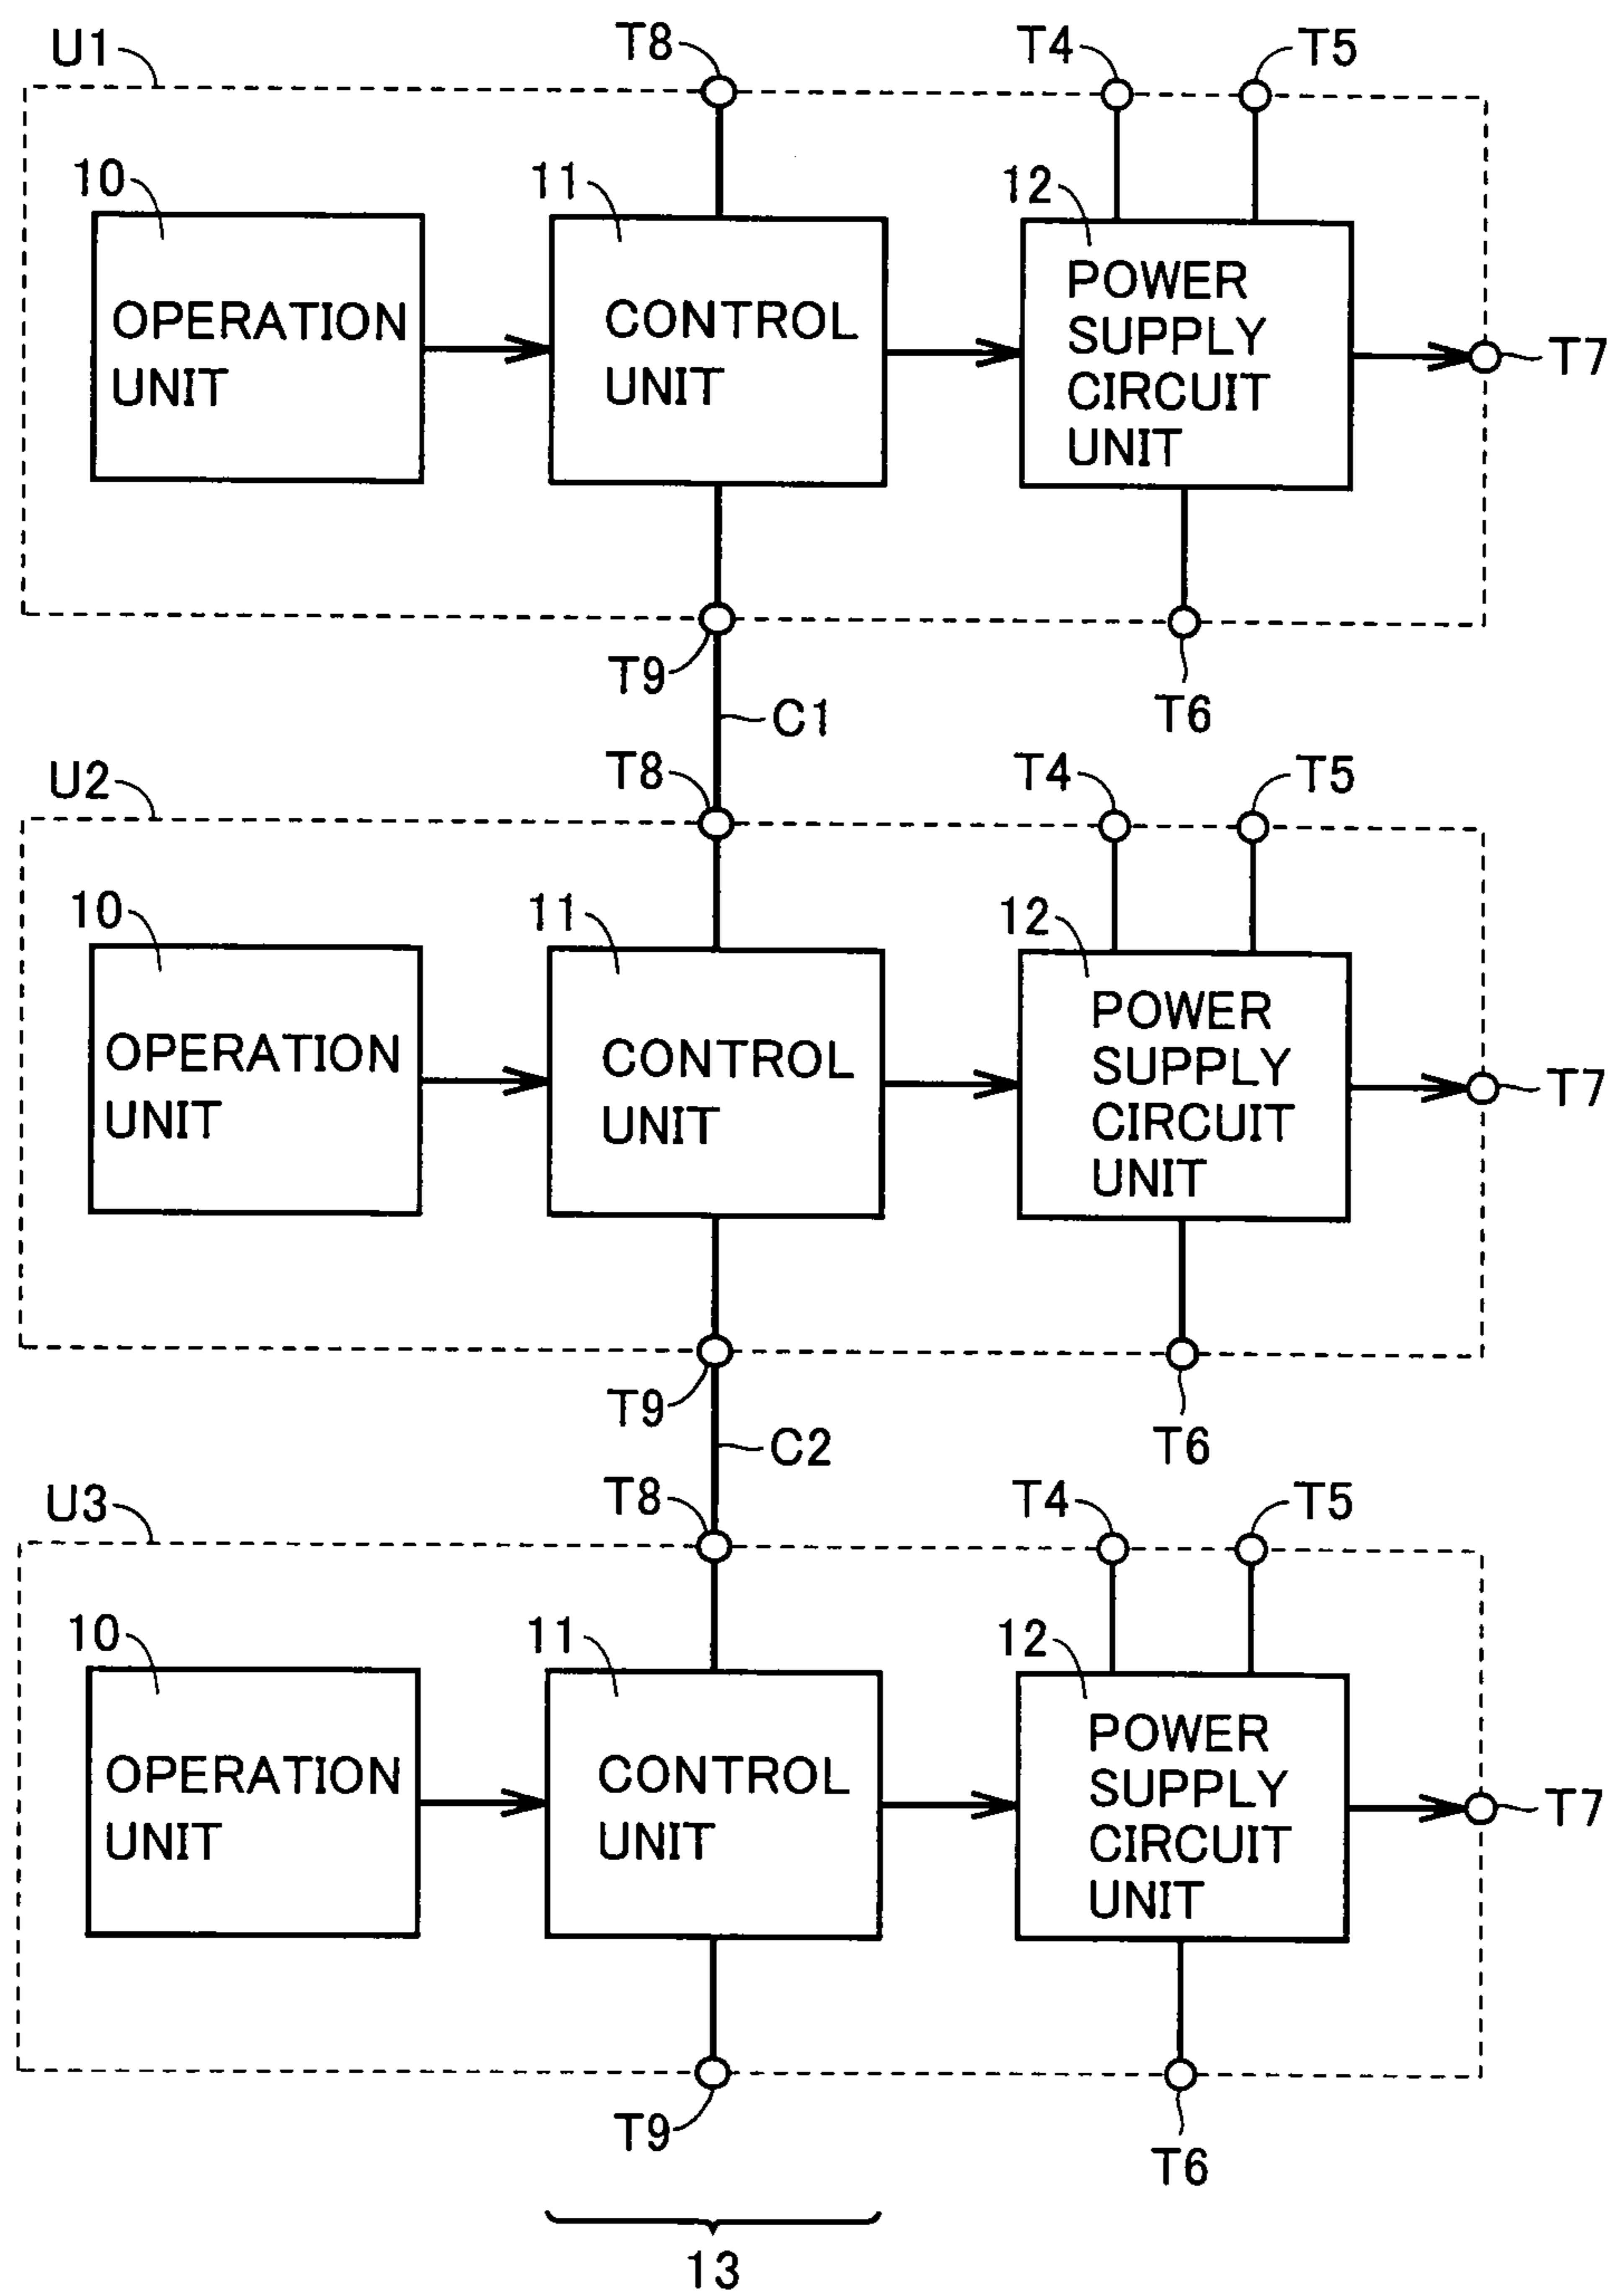 U1
T8
T4
T5
10
11
12
OPERATION
UNIT
CONTROL
UNIT
POWER
SUPPLY
CIRCUIT
UNIT
T7
T9
T6
C1
U2
T8
T4
T5
10
11
12
OPERATION
UNIT
CONTROL
UNIT
POWER
SUPPLY
CIRCUIT
UNIT
T7
T9
T6
C2
U3
T8
T4
T5
10
11
12
OPERATION
UNIT
CONTROL
UNIT
POWER
SUPPLY
CIRCUIT
UNIT
T7
T9
T6
13